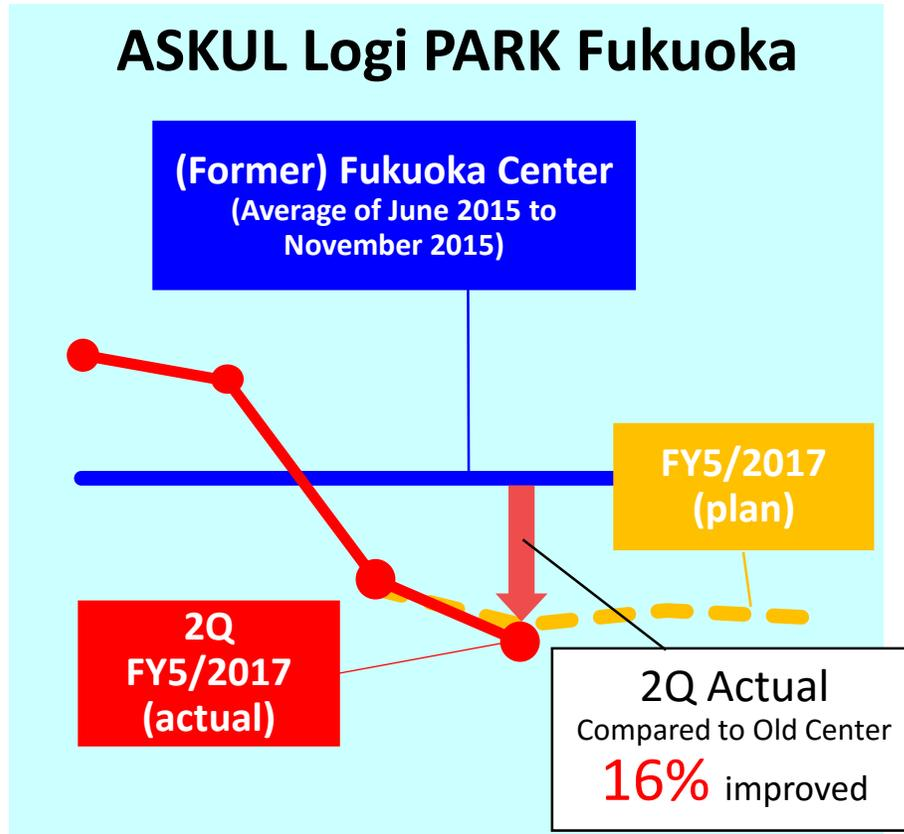 ASKUL Logi PARK Fukuoka
(Former) Fukuoka Center
(Average of June 2015 to
November 2015)
FY5/2017
(plan)
2Q
FY5/2017
(actual)
2Q Actual
Compared to Old Center
16% improved